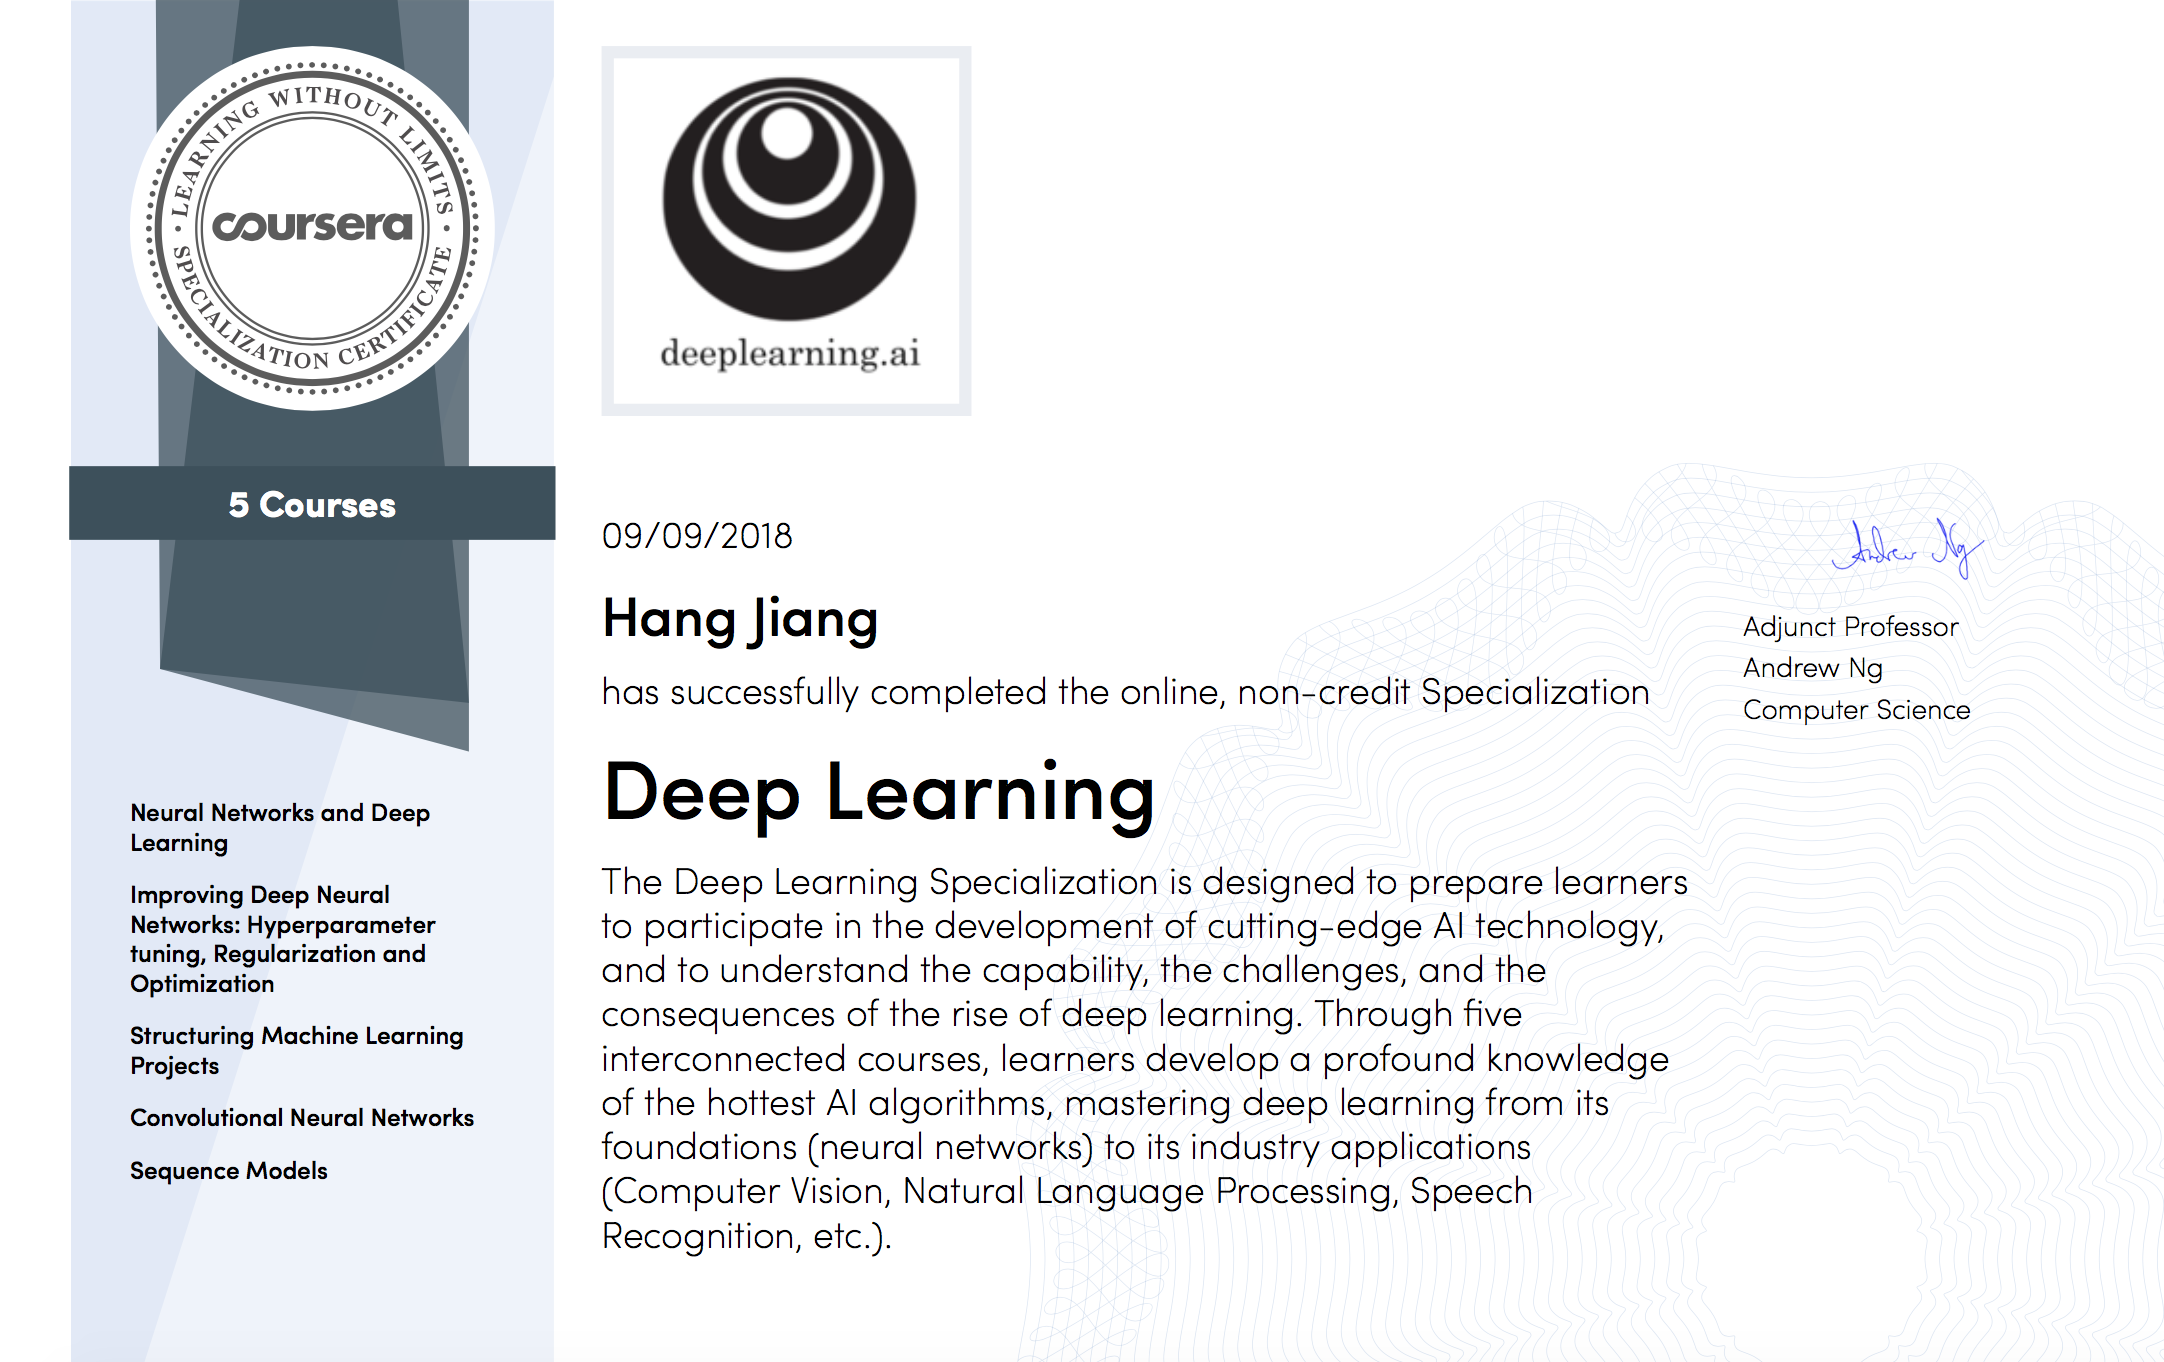 LEARNING WITHOUT LIMITS
coursera
SPECIALIZATION CERTIFICATE
5 Courses
Neural Networks and Deep
Learning
Improving Deep Neural
Networks: Hyperparameter
tuning, Regularization and
Optimization
Structuring Machine Learning
Projects
Convolutional Neural Networks
Sequence Models
deeplearning.ai
09/09/2018
Hang Jiang
has successfully completed the online, non-credit Specialization
Deep Learning
The Deep Learning Specialization is designed to prepare learners
to participate in the development of cutting-edge AI technology,
and to understand the capability, the challenges, and the
consequences of the rise of deep learning. Through five
interconnected courses, learners develop a profound knowledge
of the hottest AI algorithms, mastering deep learning from its
foundations (neural networks) to its industry applications
(Computer Vision, Natural Language Processing, Speech
Recognition, etc.).
Andrew Ng
Adjunct Professor
Andrew Ng
Computer Science